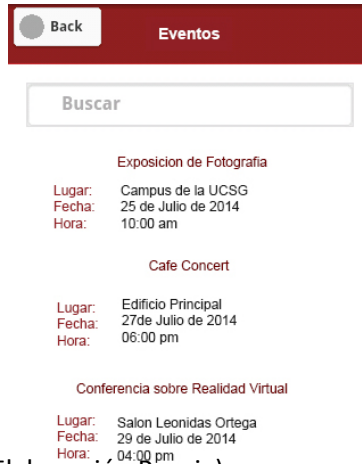 Back
Eventos
Buscar
Exposicion de Fotografia
Lugar: Campus de la UCSG
Fecha: 25 de Julio de 2014
Hora: 10:00 am
Cafe Concert
Lugar: Edificio Principal
Fecha: 27de Julio de 2014
Hora: 06:00 pm
Conferencia sobre Realidad Virtual
Lugar: Salon Leonidas Ortega
Fecha: 29 de Julio de 2014
Hora: 04:00 pm